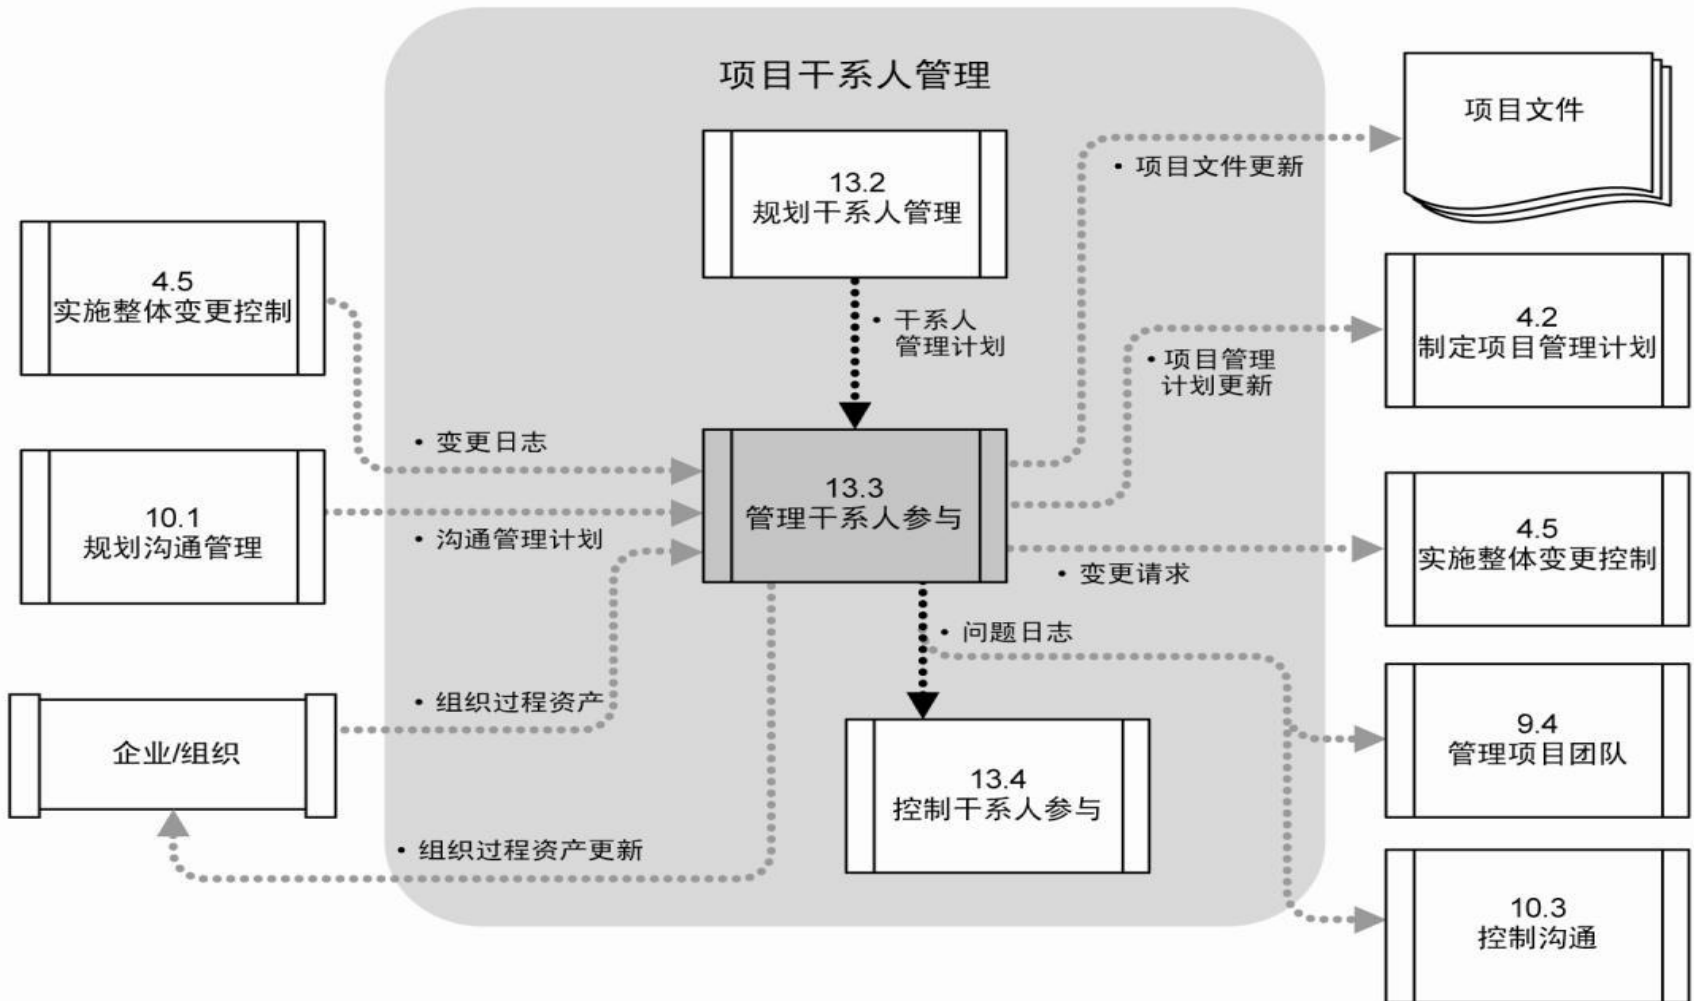 项目干系人管理
13.2
规划干系人管理
• 干系人
管理计划
4.5
实施整体变更控制
• 变更日志
10.1
规划沟通管理
• 沟通管理计划
企业/组织
• 组织过程资产
• 组织过程资产更新
13.3
管理干系人参与
• 问题日志
13.4
控制干系人参与
• 项目文件更新
项目文件
• 项目管理
计划更新
4.2
制定项目管理计划
• 变更请求
4.5
实施整体变更控制
9.4
管理项目团队
10.3
控制沟通